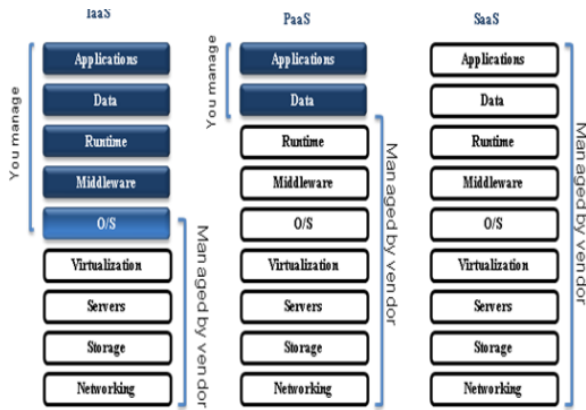 IaaS
You manage
Applications
Data
Runtime
Middleware
O/S
Virtualization
Servers
Storage
Networking
Managed by vendor
PaaS
You manage
Applications
Data
Runtime
Middleware
O/S
Virtualization
Servers
Storage
Networking
Managed by vendor
SaaS
Applications
Data
Runtime
Middleware
O/S
Virtualization
Servers
Storage
Networking
Managed by vendor